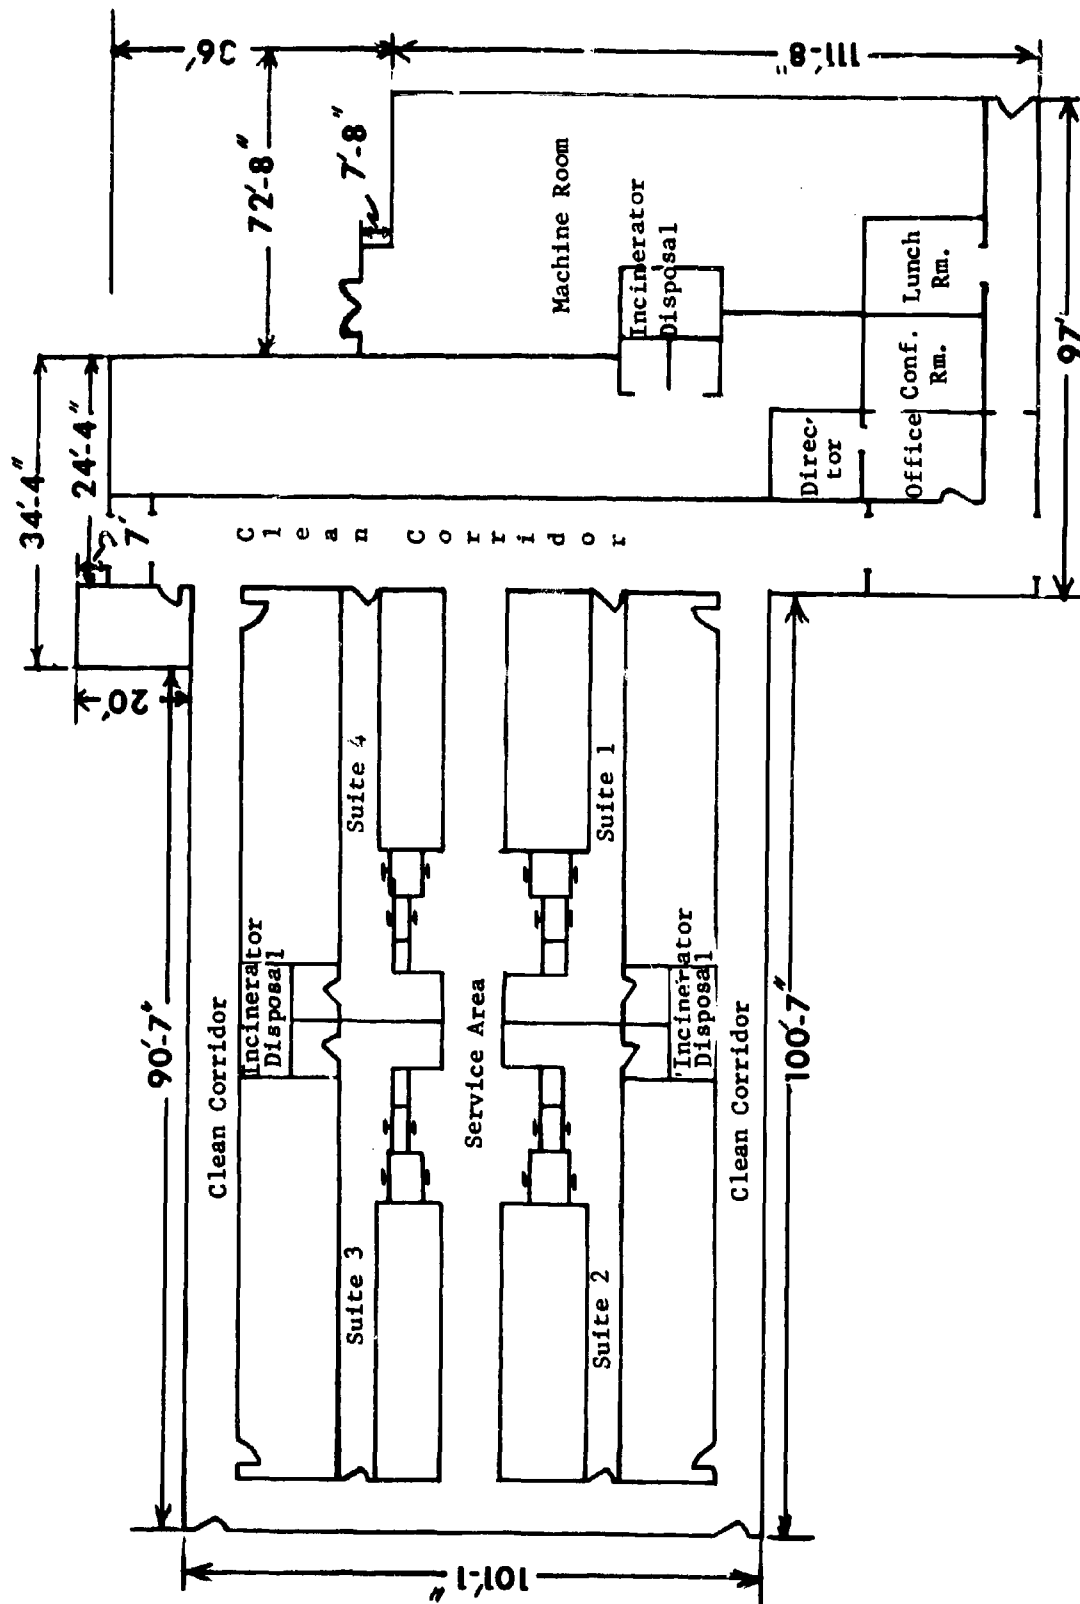 36'
72'-8"
7'-8"
111'-8"
34'-4"
24'-4"
7'
20'
Machine Room
Incinerator
Disposal
Lunch
Rm.
Conf.
Rm.
Direc-
tor
Office
97'
Clean Corridor
Suite 4
Suite 1
Incinerator
Disposal
Incinerator
Disposal
90'-7"
Clean Corridor
Service Area
Clean Corridor
100'-7"
Suite 3
Suite 2
101'-1"